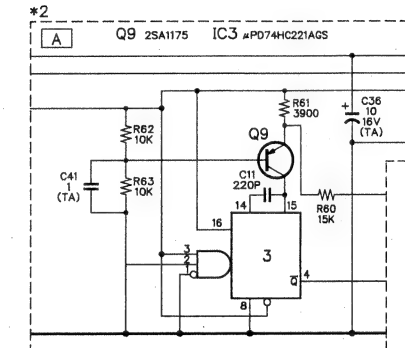 *2
A Q9 2SA1175 IC3 μPD74HC221AGS
R61
3900
C36
10
16V
(TA)
+
R62
10K
Q9
C41
1
(TA)
R63
10K
C11
220P
R60
15K
14
15
16
3
2
1
3
Q̅
4
8